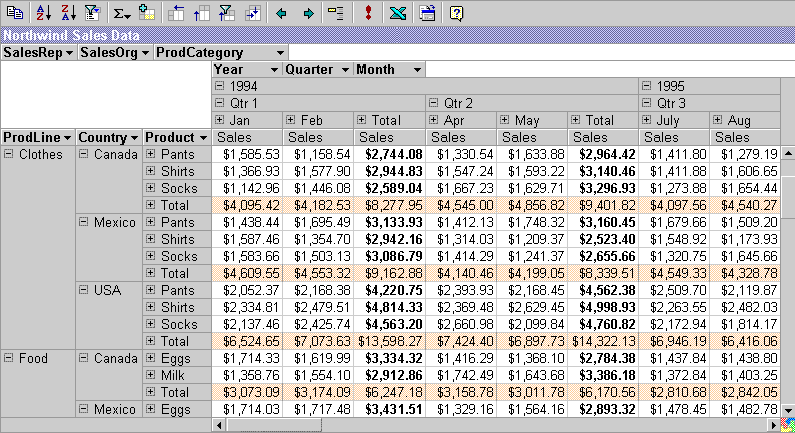 Northwind Sales Data
SalesRep SalesOrg ProdCategory
Year Quarter Month
1994 1995
Qtr 1 Qtr 2 Qtr 3
Jan Feb Total Apr May Total July Aug
ProdLine Country Product Sales Sales Sales Sales Sales Sales Sales Sales
Clothes Canada Pants $1,585.53 $1,158.54 $2,744.08 $1,330.54 $1,633.88 $2,964.42 $1,411.80 $1,279.19
Shirts $1,366.93 $1,577.90 $2,944.83 $1,547.24 $1,593.22 $3,140.46 $1,411.88 $1,606.65
Socks $1,142.96 $1,446.08 $2,589.04 $1,667.23 $1,629.71 $3,296.93 $1,273.88 $1,654.44
Total $4,095.42 $4,182.53 $8,277.95 $4,545.00 $4,856.82 $9,401.82 $4,097.56 $4,540.27
Mexico Pants $1,438.44 $1,695.49 $3,133.93 $1,412.13 $1,748.32 $3,160.45 $1,679.66 $1,509.20
Shirts $1,587.46 $1,354.70 $2,942.16 $1,314.03 $1,209.37 $2,523.40 $1,548.92 $1,173.93
Socks $1,583.66 $1,503.13 $3,086.79 $1,414.29 $1,241.37 $2,655.66 $1,320.75 $1,645.66
Total $4,609.55 $4,553.32 $9,162.88 $4,140.46 $4,199.05 $8,339.51 $4,549.33 $4,328.78
USA Pants $2,052.37 $2,168.38 $4,220.75 $2,393.93 $2,168.45 $4,562.38 $2,509.70 $2,119.87
Shirts $2,334.81 $2,479.51 $4,814.33 $2,369.48 $2,629.45 $4,998.93 $2,263.55 $2,482.03
Socks $2,137.46 $2,425.74 $4,563.20 $2,660.98 $2,099.84 $4,760.82 $2,172.94 $1,814.17
Total $6,524.65 $7,073.63 $13,598.27 $7,424.40 $6,897.73 $14,322.13 $6,946.19 $6,416.06
Food Canada Eggs $1,714.33 $1,619.99 $3,334.32 $1,416.29 $1,368.10 $2,784.38 $1,437.84 $1,438.80
Milk $1,358.76 $1,554.10 $2,912.86 $1,742.49 $1,643.68 $3,386.18 $1,372.84 $1,403.25
Total $3,073.09 $3,174.09 $6,247.18 $3,158.78 $3,011.78 $6,170.56 $2,810.68 $2,842.05
Mexico Eggs $1,714.03 $1,717.48 $3,431.51 $1,329.16 $1,564.16 $2,893.32 $1,478.45 $1,482.78